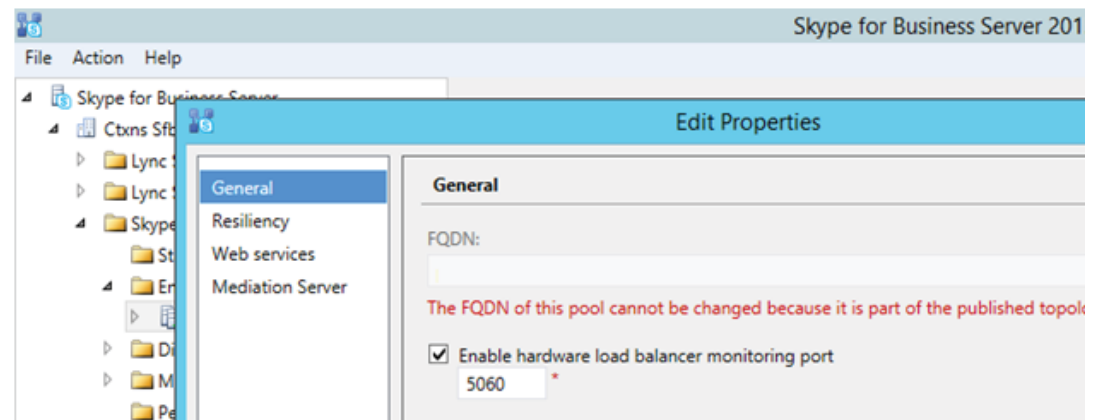 Skype for Business Server 201
File Action Help
Skype for Business Server
Edit Properties
Ctxns Sfb
Lync
Lync
Skype
St
En
Di
M
Pe
General
Resiliency
Web services
Mediation Server
General
FQDN:
The FQDN of this pool cannot be changed because it is part of the published topolo
Enable hardware load balancer monitoring port
5060 *